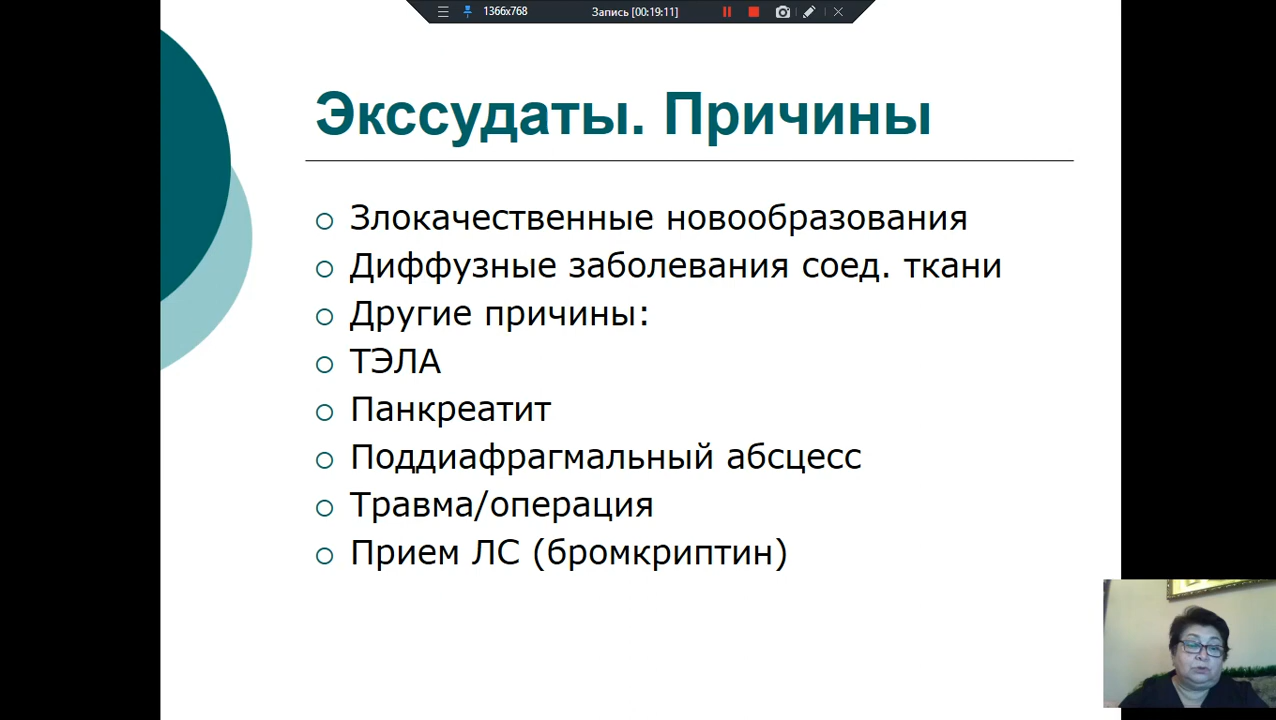 1366x768
Запись [00:19:11]
Экссудаты. Причины
Злокачественные новообразования
Диффузные заболевания соед. ткани
Другие причины:
ТЭЛА
Панкреатит
Поддиафрагмальный абсцесс
Травма/операция
Прием ЛС (бромкриптин)